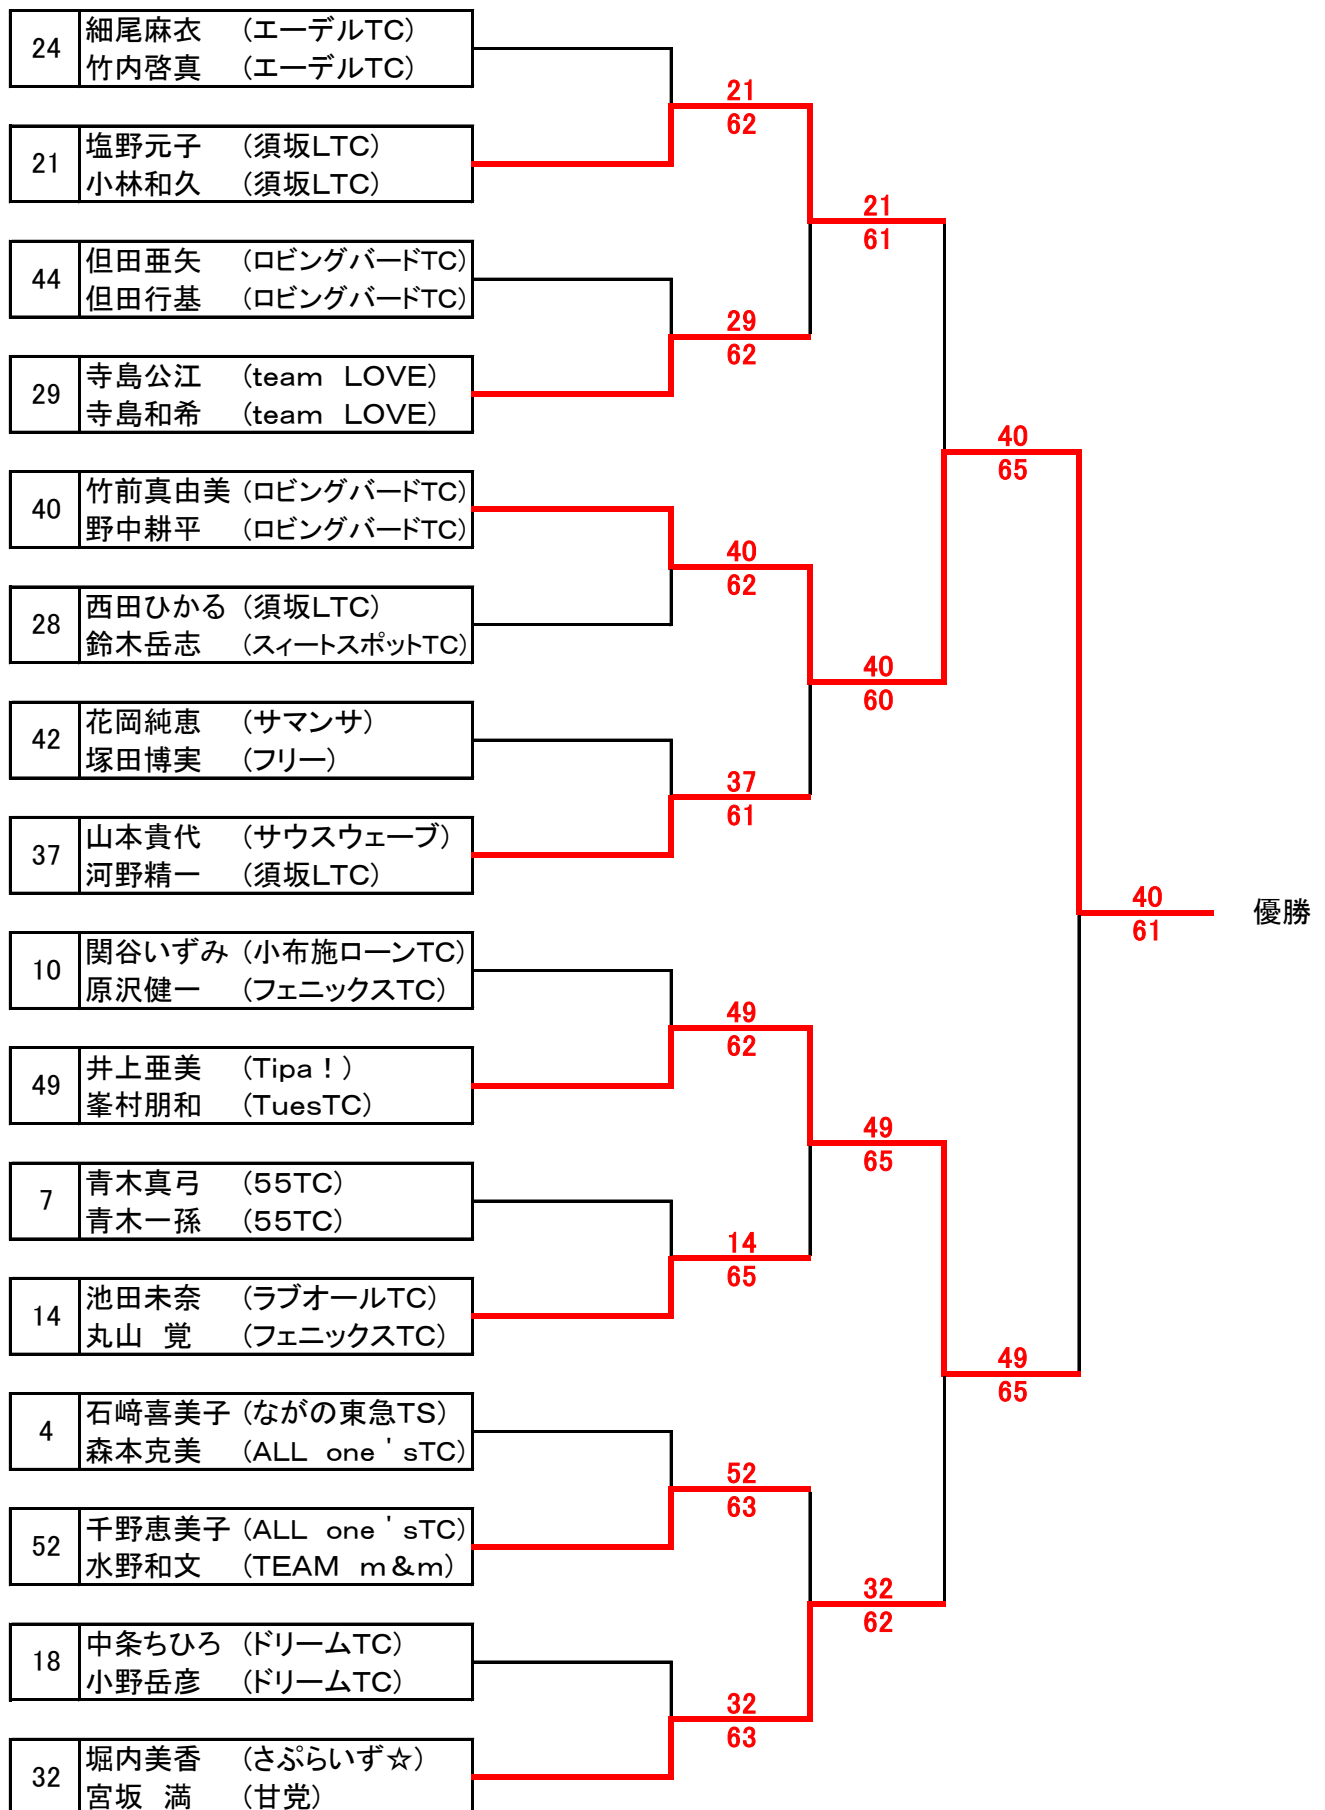 24
細尾麻衣 (エーデルTC)
竹内啓真 (エーデルTC)
21
62
21
塩野元子 (須坂LTC)
小林和久 (須坂LTC)
21
61
44
但田亜矢 (ロビングバードTC)
但田行基 (ロビングバードTC)
29
62
29
寺島公江 (team LOVE)
寺島和希 (team LOVE)
40
65
40
竹前真由美 (ロビングバードTC)
野中耕平 (ロビングバードTC)
40
62
28
西田ひかる (須坂LTC)
鈴木岳志 (スィートスポットTC)
40
60
42
花岡純恵 (サマンサ)
塚田博実 (フリー)
37
61
37
山本貴代 (サウスウェーブ)
河野精一 (須坂LTC)
40
61
優勝
10
関谷いずみ (小布施ローンTC)
原沢健一 (フェニックスTC)
49
62
49
井上亜美 (Tipa！)
峯村朋和 (TuesTC)
49
65
7
青木真弓 (55TC)
青木一孫 (55TC)
14
65
14
池田未奈 (ラブオールTC)
丸山 覚 (フェニックスTC)
49
65
4
石﨑喜美子 (ながの東急TS)
森本克美 (ALL one'sTC)
52
63
52
千野恵美子 (ALL one'sTC)
水野和文 (TEAM m&m)
32
62
18
中条ちひろ (ドリームTC)
小野岳彦 (ドリームTC)
32
63
32
堀内美香 (さぷらいず☆)
宮坂 満 (甘党)